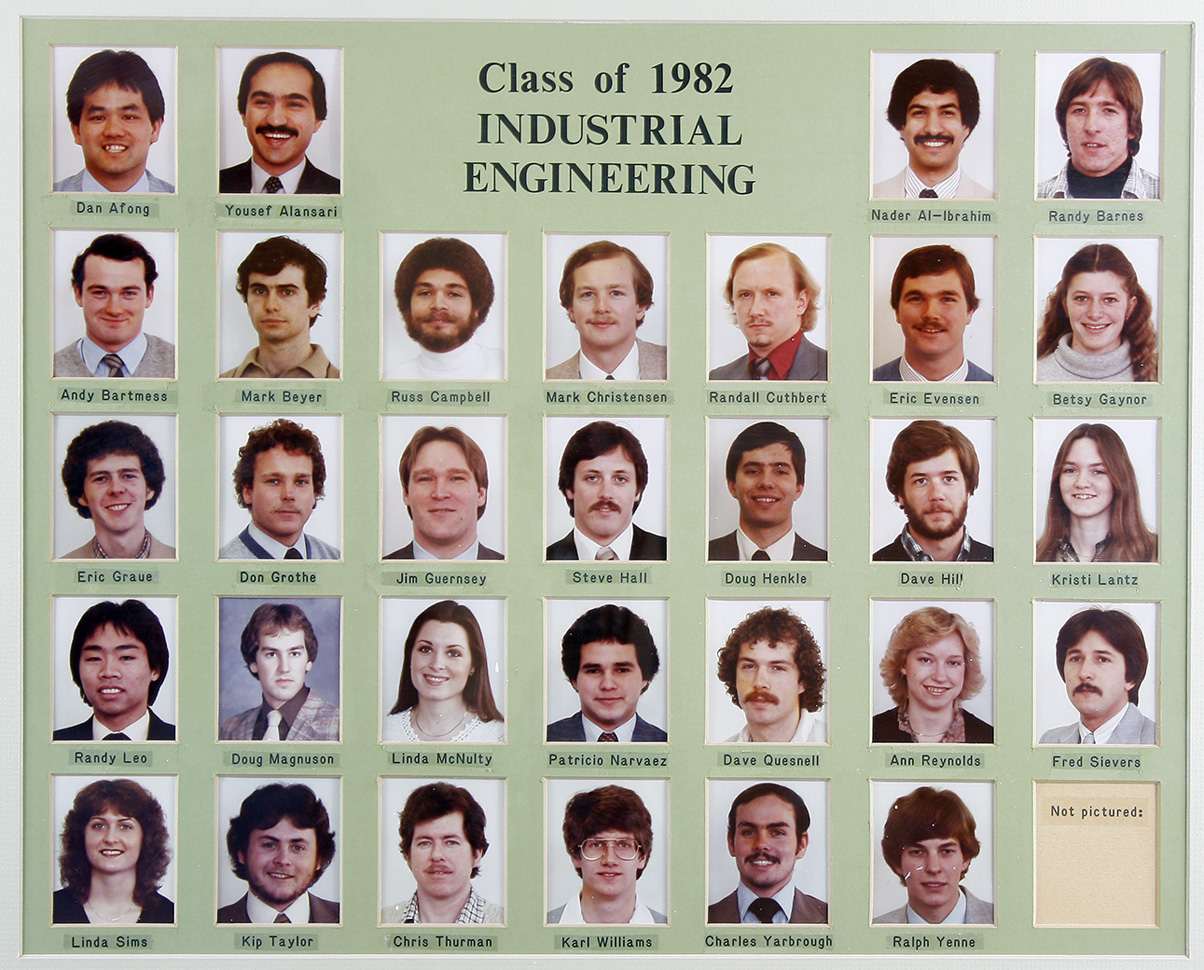 Class of 1982
INDUSTRIAL
ENGINEERING
Dan Afong
Yousef Alansari
Nader Al-Ibrahim
Randy Barnes
Andy Bartmess
Mark Beyer
Russ Campbell
Mark Christensen
Randall Cuthbert
Eric Evensen
Betsy Gaynor
Eric Graue
Don Grothe
Jim Guernsey
Steve Hall
Doug Henkle
Dave Hill
Kristi Lantz
Randy Leo
Doug Magnuson
Linda McNulty
Patricio Narvaez
Dave Quesnell
Ann Reynolds
Fred Sievers
Not pictured:
Linda Sims
Kip Taylor
Chris Thurman
Karl Williams
Charles Yarbrough
Ralph Yenne